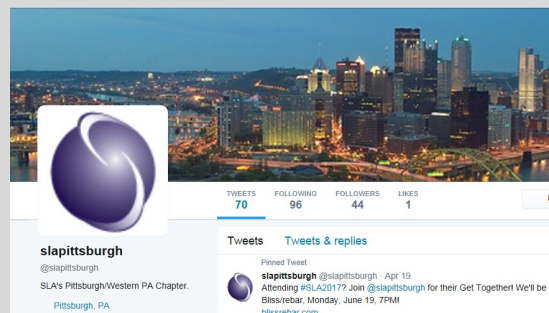 TWEETS FOLLOWING FOLLOWERS LIKES
70 96 44 1
slapittsburgh
@slapittsburgh
SLA's Pittsburgh/Western PA Chapter.
Pittsburgh, PA
Tweets Tweets & replies
Pinned Tweet
slapittsburgh @slapittsburgh · Apr 19
Attending #SLA2017? Join @slapittsburgh for their Get Together! We'll be
Bliss/rebar, Monday, June 19, 7PM!
blissrebar.com